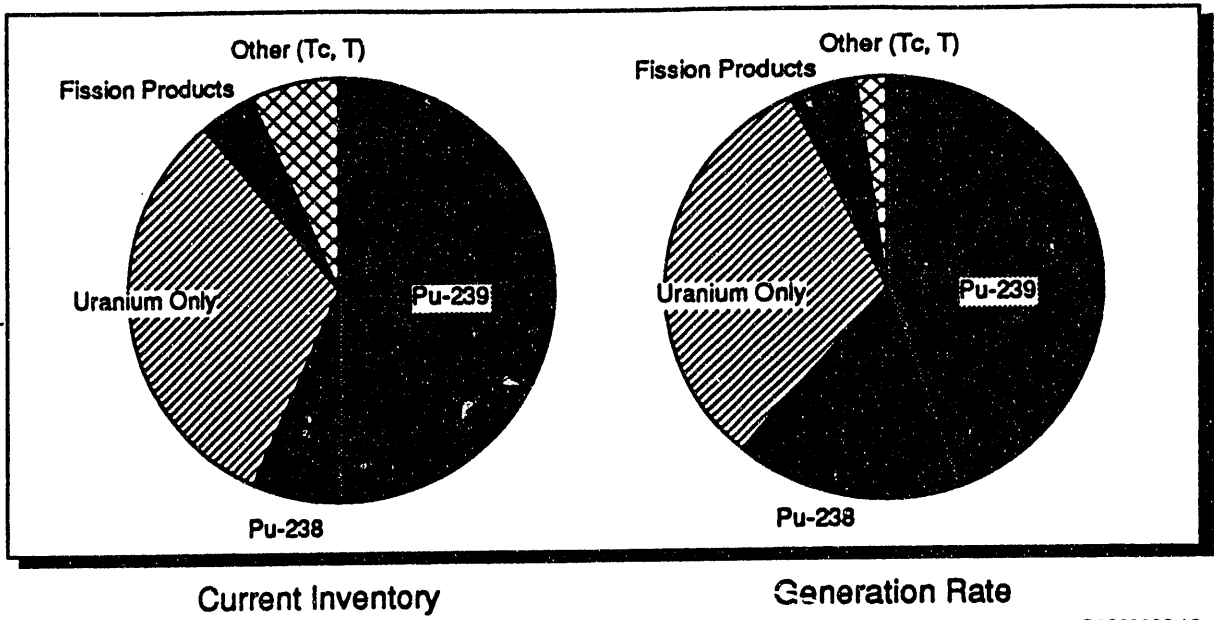 Other (Tc, T)
Fission Products
Uranium Only
Pu-239
Pu-238
Other (Tc, T)
Fission Products
Uranium Only
Pu-239
Pu-238
Current Inventory
Generation Rate